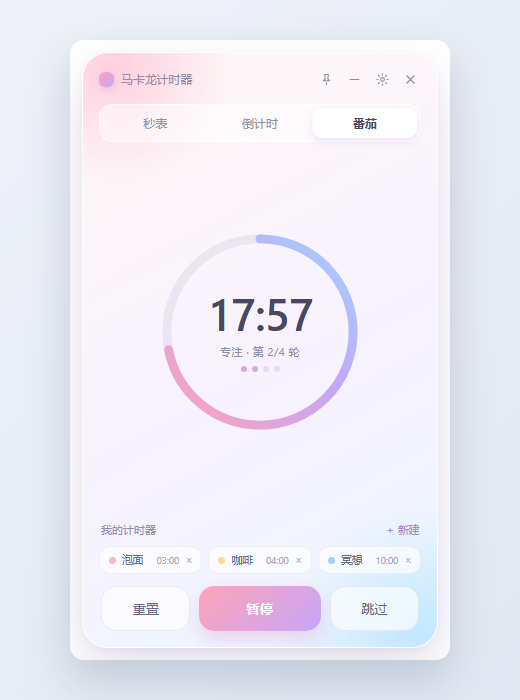 马卡龙计时器
秒表 倒计时 番茄
17:57
专注 · 第 2/4 轮
我的计时器 + 新建
泡面 03:00 × 咖啡 04:00 × 冥想 10:00 ×
重置 暂停 跳过